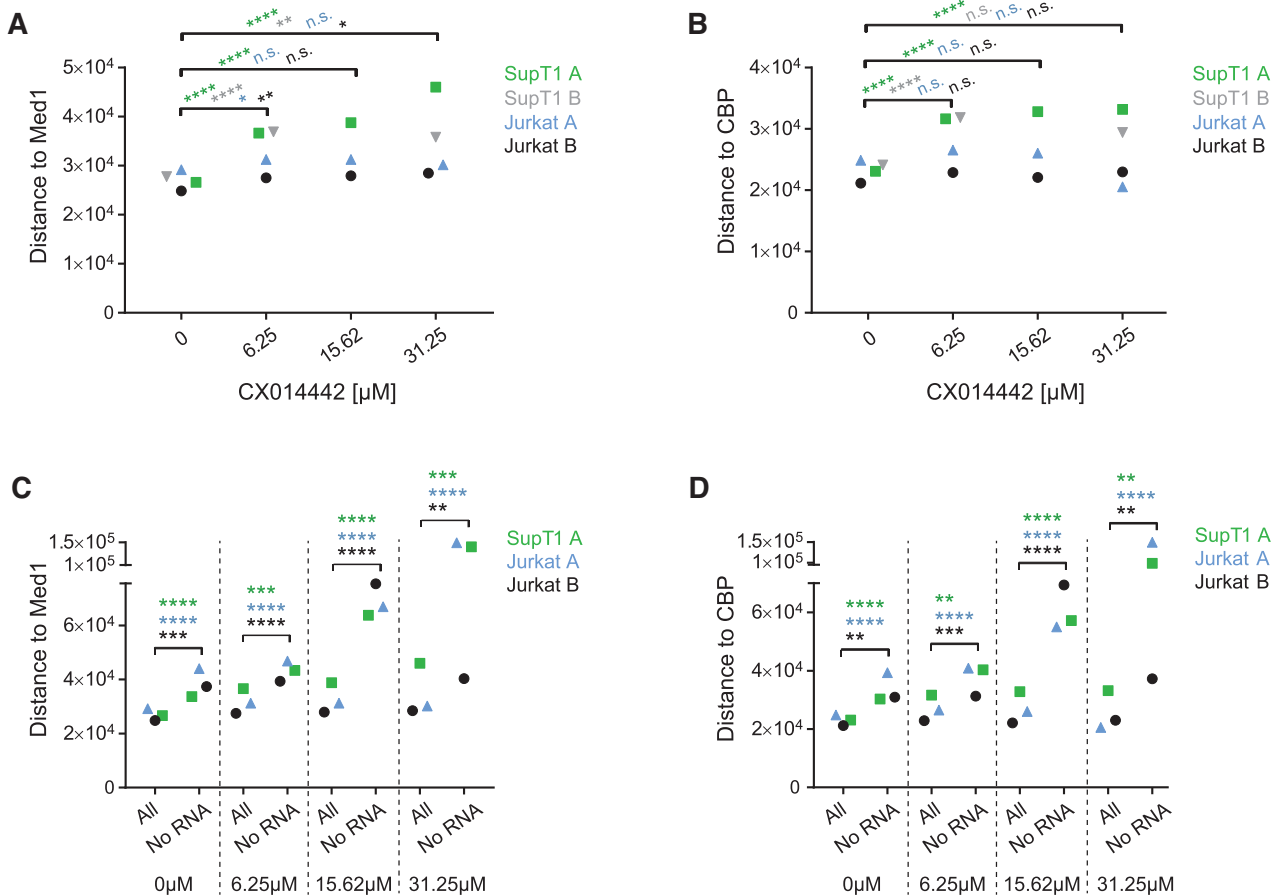 A
**** ** n.s. *
**** n.s. n.s.
**** **** * **
5×10⁴
4×10⁴
3×10⁴
2×10⁴
1×10⁴
0
Distance to Med1
0 6.25 15.62 31.25
CX014442 [µM]
SupT1 A
SupT1 B
Jurkat A
Jurkat B
B
**** n.s. n.s. n.s.
**** n.s. n.s.
**** **** n.s. n.s.
4×10⁴
3×10⁴
2×10⁴
1×10⁴
0
Distance to CBP
0 6.25 15.62 31.25
CX014442 [µM]
SupT1 A
SupT1 B
Jurkat A
Jurkat B
C
1.5×10⁵
1×10⁵
6×10⁴
4×10⁴
2×10⁴
0
Distance to Med1
****
****
***
***
****
****
****
****
****
***
****
**
All No RNA All No RNA All No RNA All No RNA
0µM 6.25µM 15.62µM 31.25µM
SupT1 A
Jurkat A
Jurkat B
D
1.5×10⁵
1×10⁵
6×10⁴
4×10⁴
2×10⁴
0
Distance to CBP
****
****
**
**
****
***
****
****
****
**
****
**
All No RNA All No RNA All No RNA All No RNA
0µM 6.25µM 15.62µM 31.25µM
SupT1 A
Jurkat A
Jurkat B